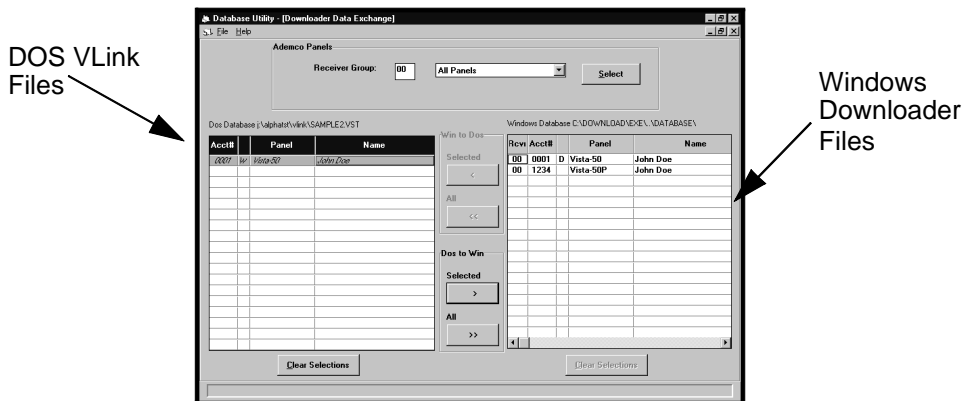 Database Utility - [Downloader Data Exchange]
File Help
Ademco Panels
Receiver Group: 00 All Panels Select
DOS VLink
Files
Windows
Downloader
Files
Dos Database j:\alphatst\vlink\SAMPLE2.VST
Acct# Panel Name
0001 W Vista-50 John Doe
Win to Dos
Selected
<
All
<<
Dos to Win
Selected
>
All
>>
Windows Database C:\DOWNLOAD\EXE\..\DATABASE\
Rcvr Acct# Panel Name
00 0001 D Vista-50 John Doe
00 1234 Vista-50P John Doe
Clear Selections
Clear Selections